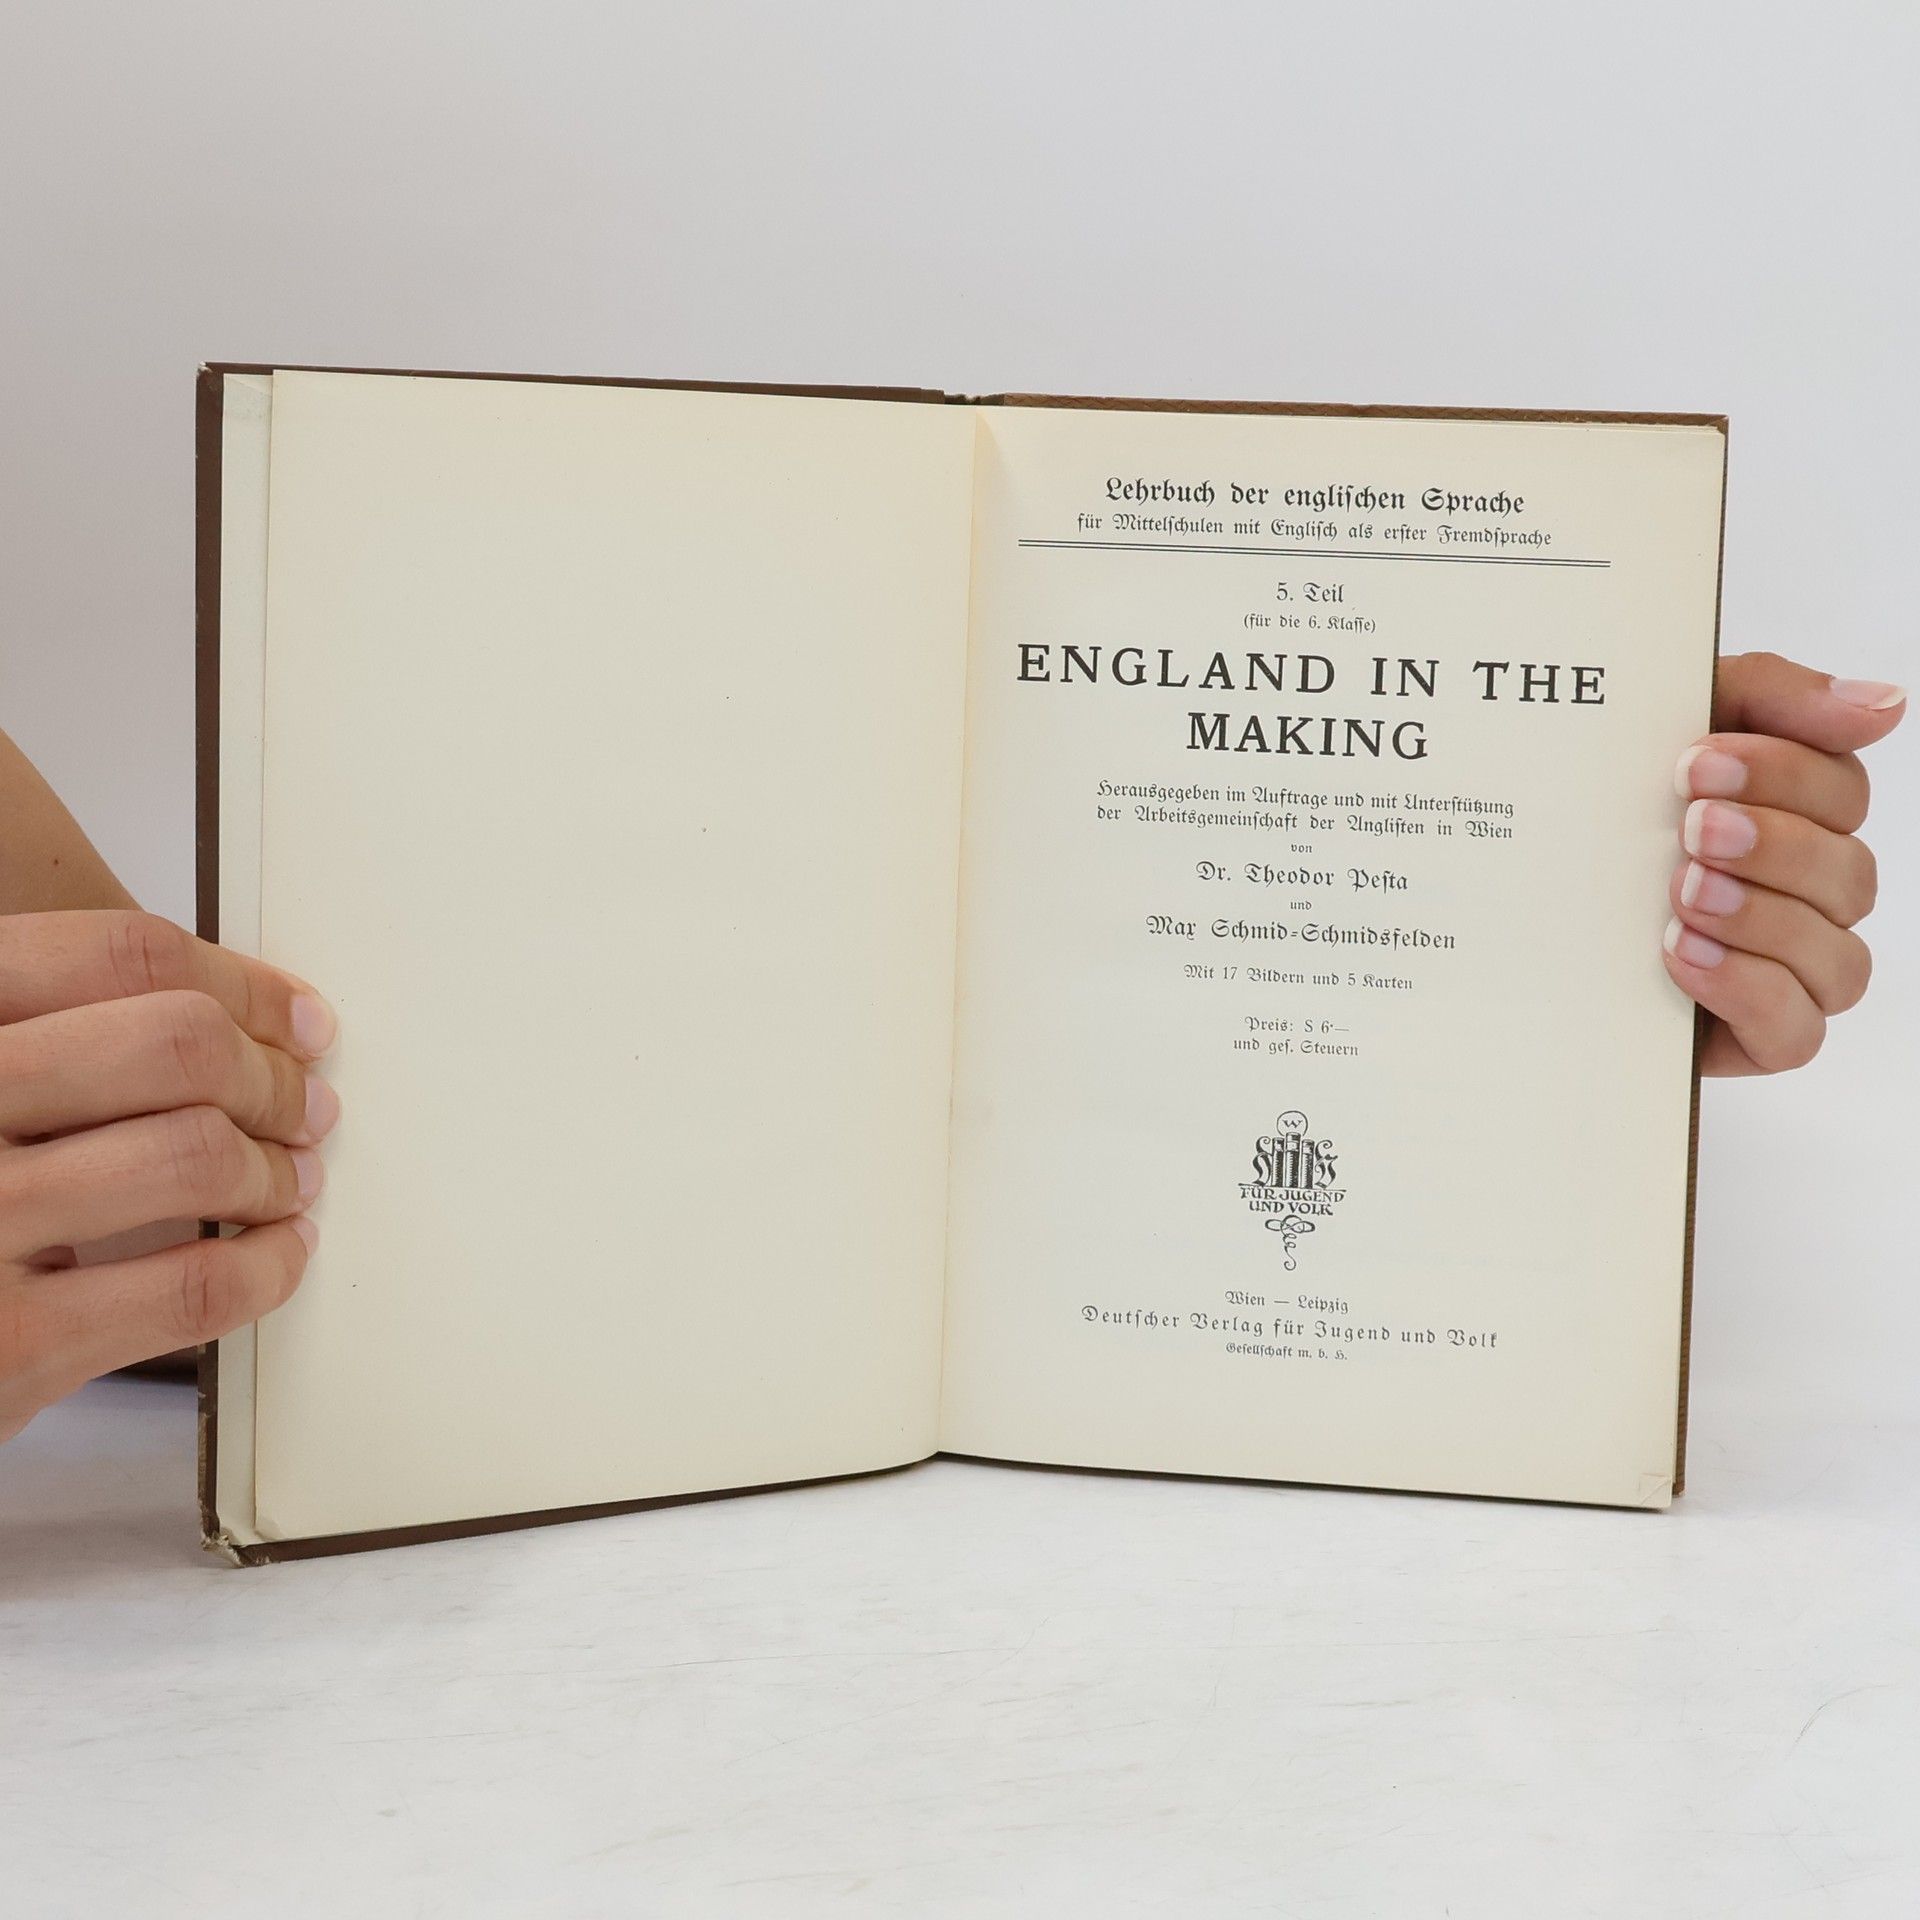 Lehrbuch der engliſchen Sprache
für Mittelſchulen mit Engliſch als erſter Fremdſprache
5. Teil
(für die 6. Klaſſe)
ENGLAND IN THE
MAKING
Herausgegeben im Auftrage und mit Unterſtützung
der Arbeitsgemeinſchaft der Angliſten in Wien
von
Dr. Theodor Peſta
und
Max Schmid-Schmidsfelden
Mit 17 Bildern und 5 Karten
Preis: S 6·—
und geſ. Steuern
W
FÜR JUGEND
UND VOLK
Wien — Leipzig
Deutſcher Verlag für Jugend und Volk
Geſellſchaft m. b. H.